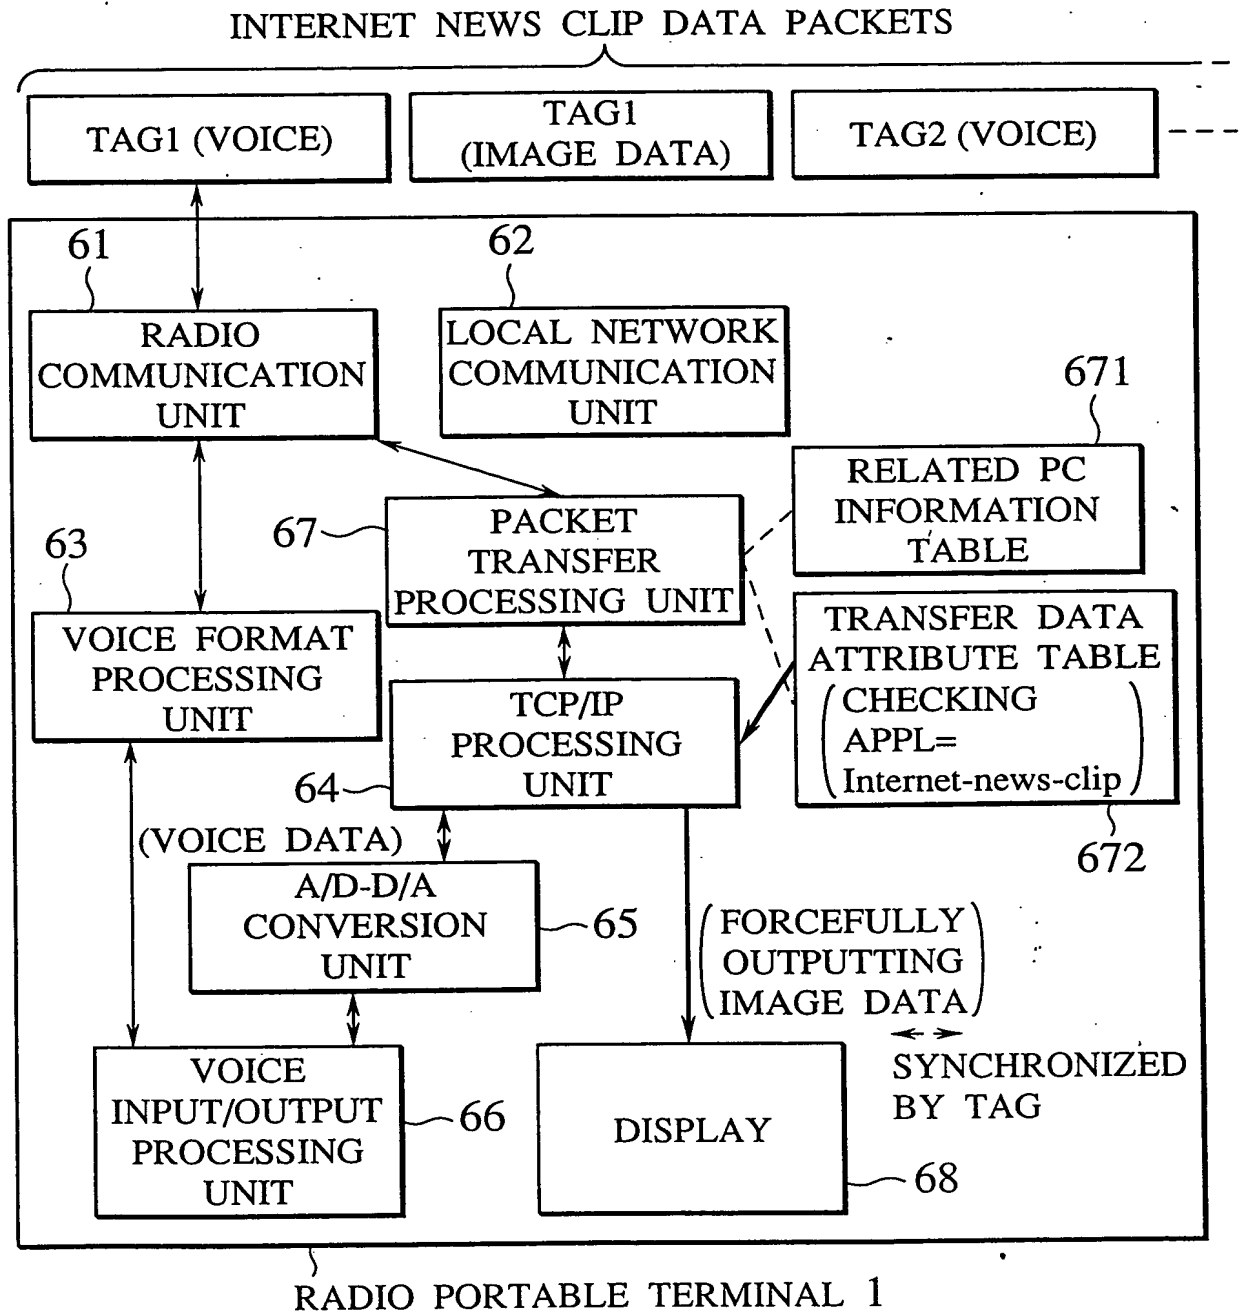 INTERNET NEWS CLIP DATA PACKETS
TAG1 (VOICE)
TAG1
(IMAGE DATA)
TAG2 (VOICE)
61
62
RADIO
COMMUNICATION
UNIT
LOCAL NETWORK
COMMUNICATION
UNIT
671
RELATED PC
INFORMATION
TABLE
67
PACKET
TRANSFER
PROCESSING UNIT
63
VOICE FORMAT
PROCESSING
UNIT
TRANSFER DATA
ATTRIBUTE TABLE
(CHECKING
APPL=
Internet-news-clip)
672
TCP/IP
PROCESSING
UNIT
64
(VOICE DATA)
A/D-D/A
CONVERSION
UNIT
65
(FORCEFULLY
OUTPUTTING
IMAGE DATA)
SYNCHRONIZED
BY TAG
VOICE
INPUT/OUTPUT
PROCESSING
UNIT
66
DISPLAY
68
RADIO PORTABLE TERMINAL 1